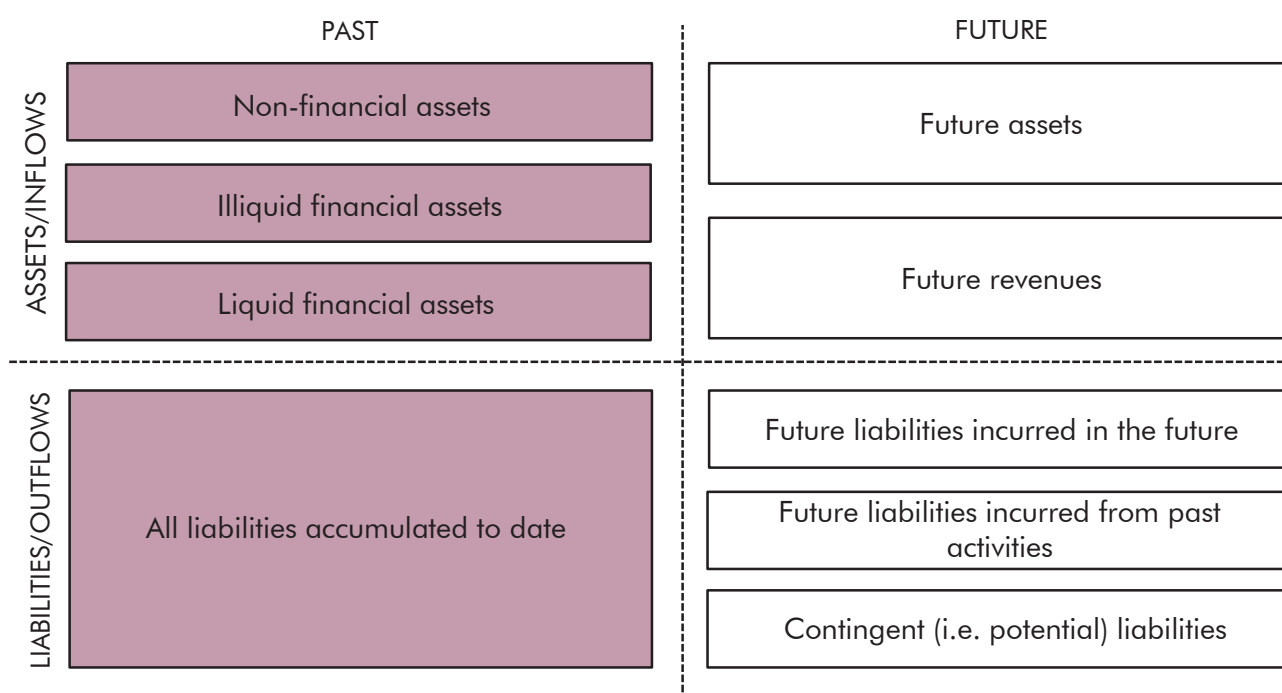 PAST
FUTURE
ASSETS/INFLOWS
Non-financial assets
Illiquid financial assets
Liquid financial assets
Future assets
Future revenues
LIABILITIES/OUTFLOWS
All liabilities accumulated to date
Future liabilities incurred in the future
Future liabilities incurred from past
activities
Contingent (i.e. potential) liabilities